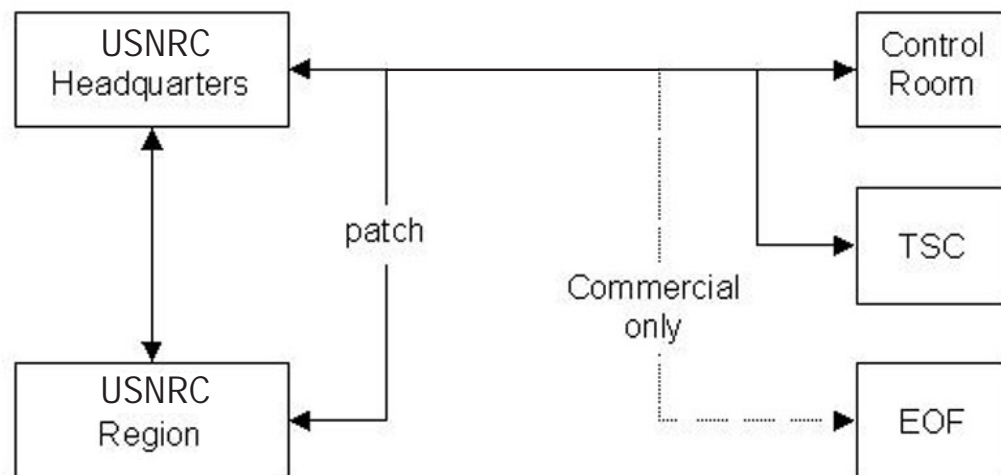 USNRC
Headquarters
Control
Room
patch
TSC
Commercial
only
USNRC
Region
EOF